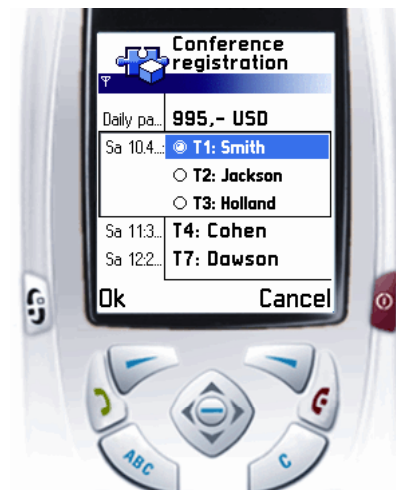 Conference
registration
Daily pa... 995,- USD
Sa 10.4...: T1: Smith
T2: Jackson
T3: Holland
Sa 11:3... T4: Cohen
Sa 12:2... T7: Dawson
Ok Cancel
ABC C